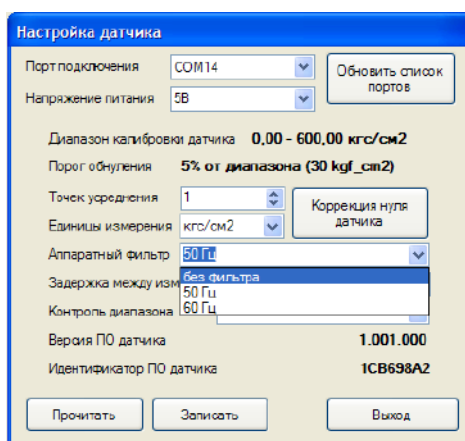 Настройка датчика
Порт подключения COM14 Обновить список портов
Напряжение питания 5В
Диапазон калибровки датчика 0,00 - 600,00 кгс/см2
Порог обнуления 5% от диапазона (30 kgf_cm2)
Точек усреднения 1 Коррекция нуля датчика
Единицы измерения кгс/см2
Аппаратный фильтр 50 Гц
без фильтра
Задержка между изм
50 Гц
60 Гц
Контроль диапазона
Версия ПО датчика 1.001.000
Идентификатор ПО датчика 1CB698A2
Прочитать Записать Выход